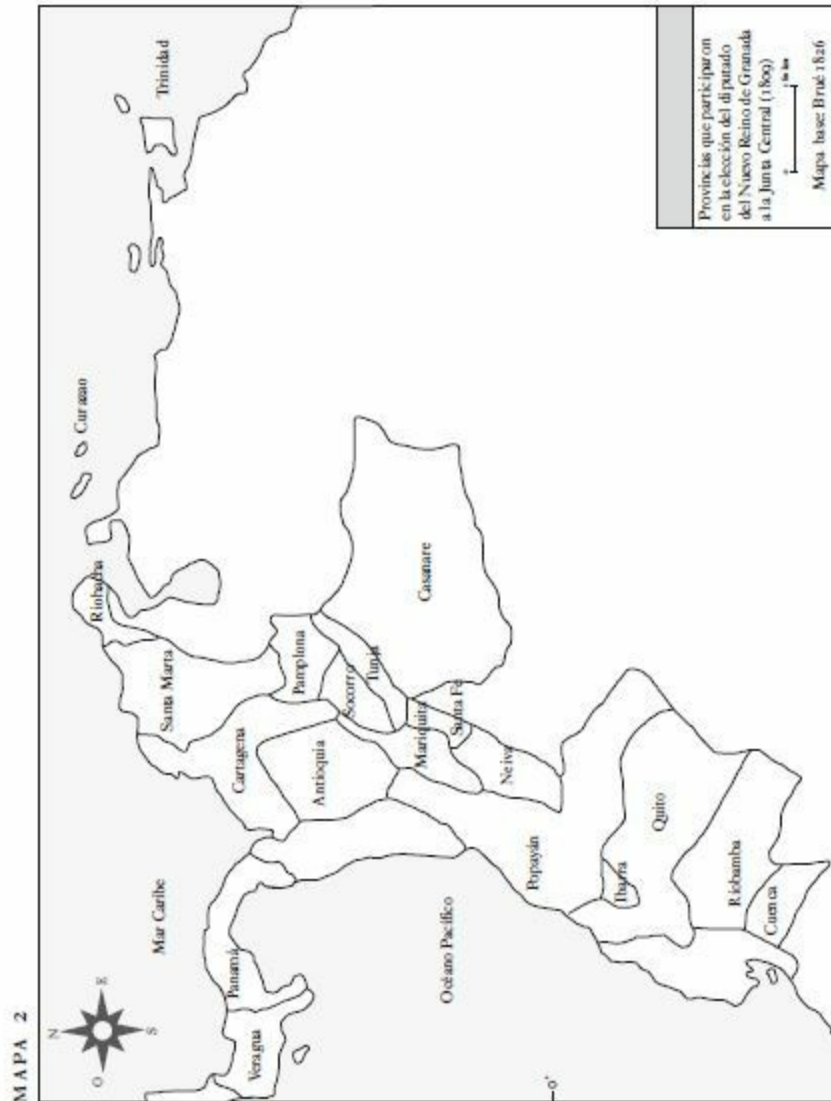 MAPA 2
N
O
E
S
Mar Caribe
Curazao
Trinidad
Riohacha
Santa Marta
Cartagena
Panamá
Veragua
Pamplona
Antioquia
Socorro
Tunja
Casanare
Mariquita
Santa Fe
Neiva
Océano Pacífico
Popayán
0°
Ibarra
Quito
Riobamba
Cuenca
Provincias que participaron
en la elección del diputado
del Nuevo Reino de Granada
a la Junta Central (1809)
0
Mapa base: Brué 1826